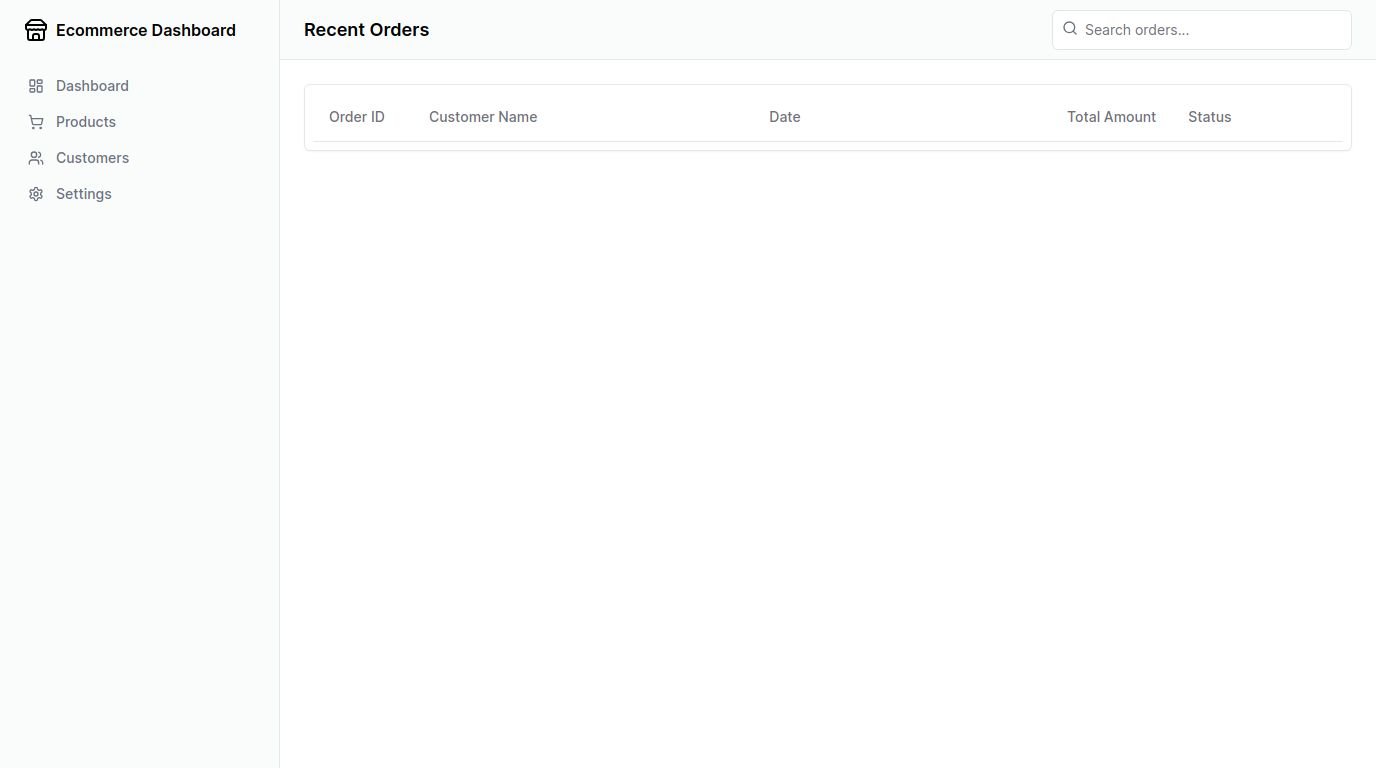 Ecommerce Dashboard
Dashboard
Products
Customers
Settings
Recent Orders
Search orders...
Order ID Customer Name Date Total Amount Status